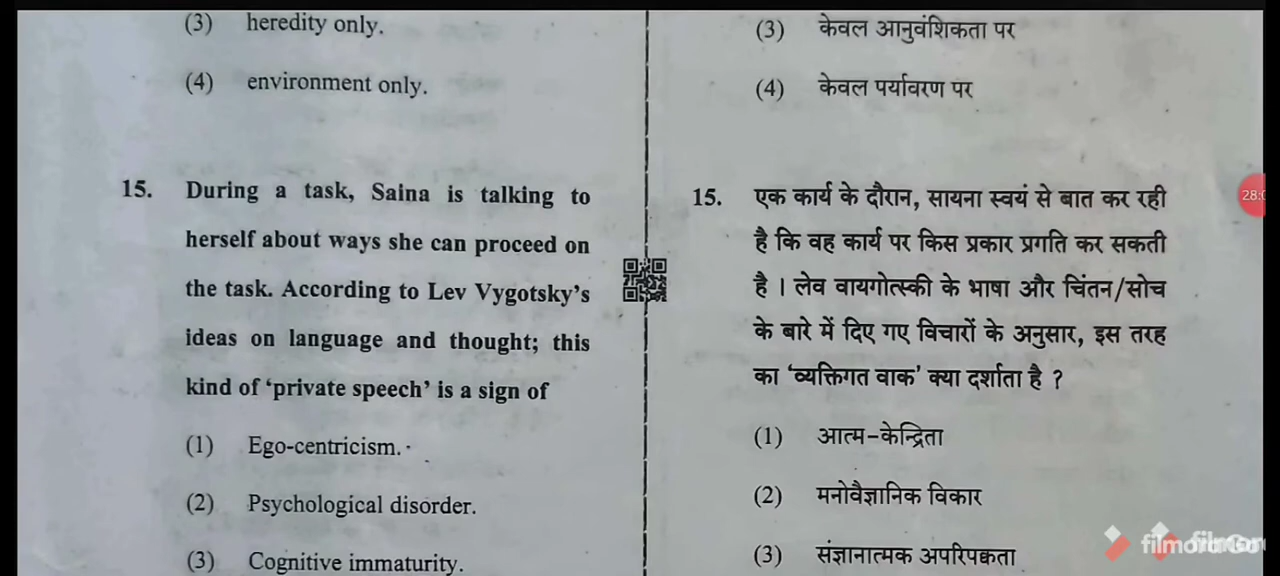 (3) heredity only.
(4) environment only.
15. During a task, Saina is talking to
herself about ways she can proceed on
the task. According to Lev Vygotsky's
ideas on language and thought; this
kind of 'private speech' is a sign of
(1) Ego-centricism.
(2) Psychological disorder.
(3) Cognitive immaturity.
(3) केवल आनुवंशिकता पर
(4) केवल पर्यावरण पर
15. एक कार्य के दौरान, सायना स्वयं से बात कर रही
है कि वह कार्य पर किस प्रकार प्रगति कर सकती
है । लेव वायगोत्स्की के भाषा और चिंतन/सोच
के बारे में दिए गए विचारों के अनुसार, इस तरह
का 'व्यक्तिगत वाक' क्या दर्शाता है ?
(1) आत्म-केन्द्रिता
(2) मनोवैज्ञानिक विकार
(3) संज्ञानात्मक अपरिपक्वता
filmora Go